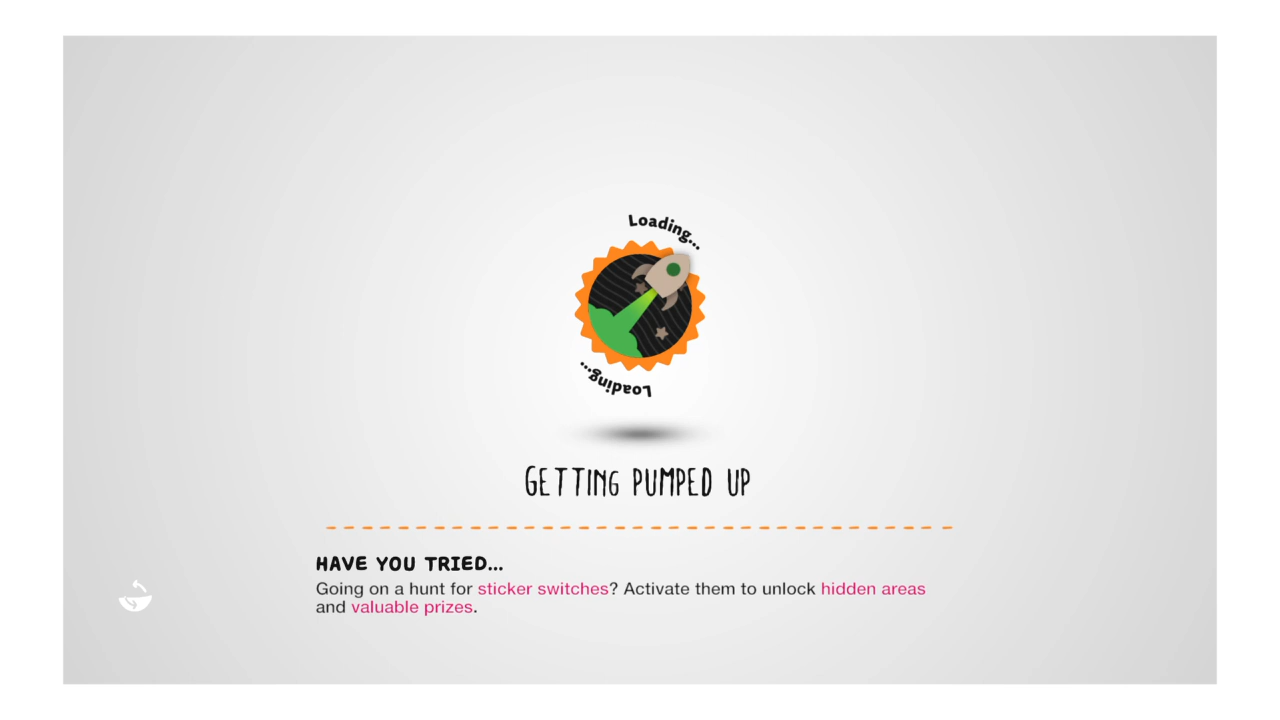 Loading...
Loading...
GETTING PUMPED UP
HAVE YOU TRIED...
Going on a hunt for sticker switches? Activate them to unlock hidden areas
and valuable prizes.